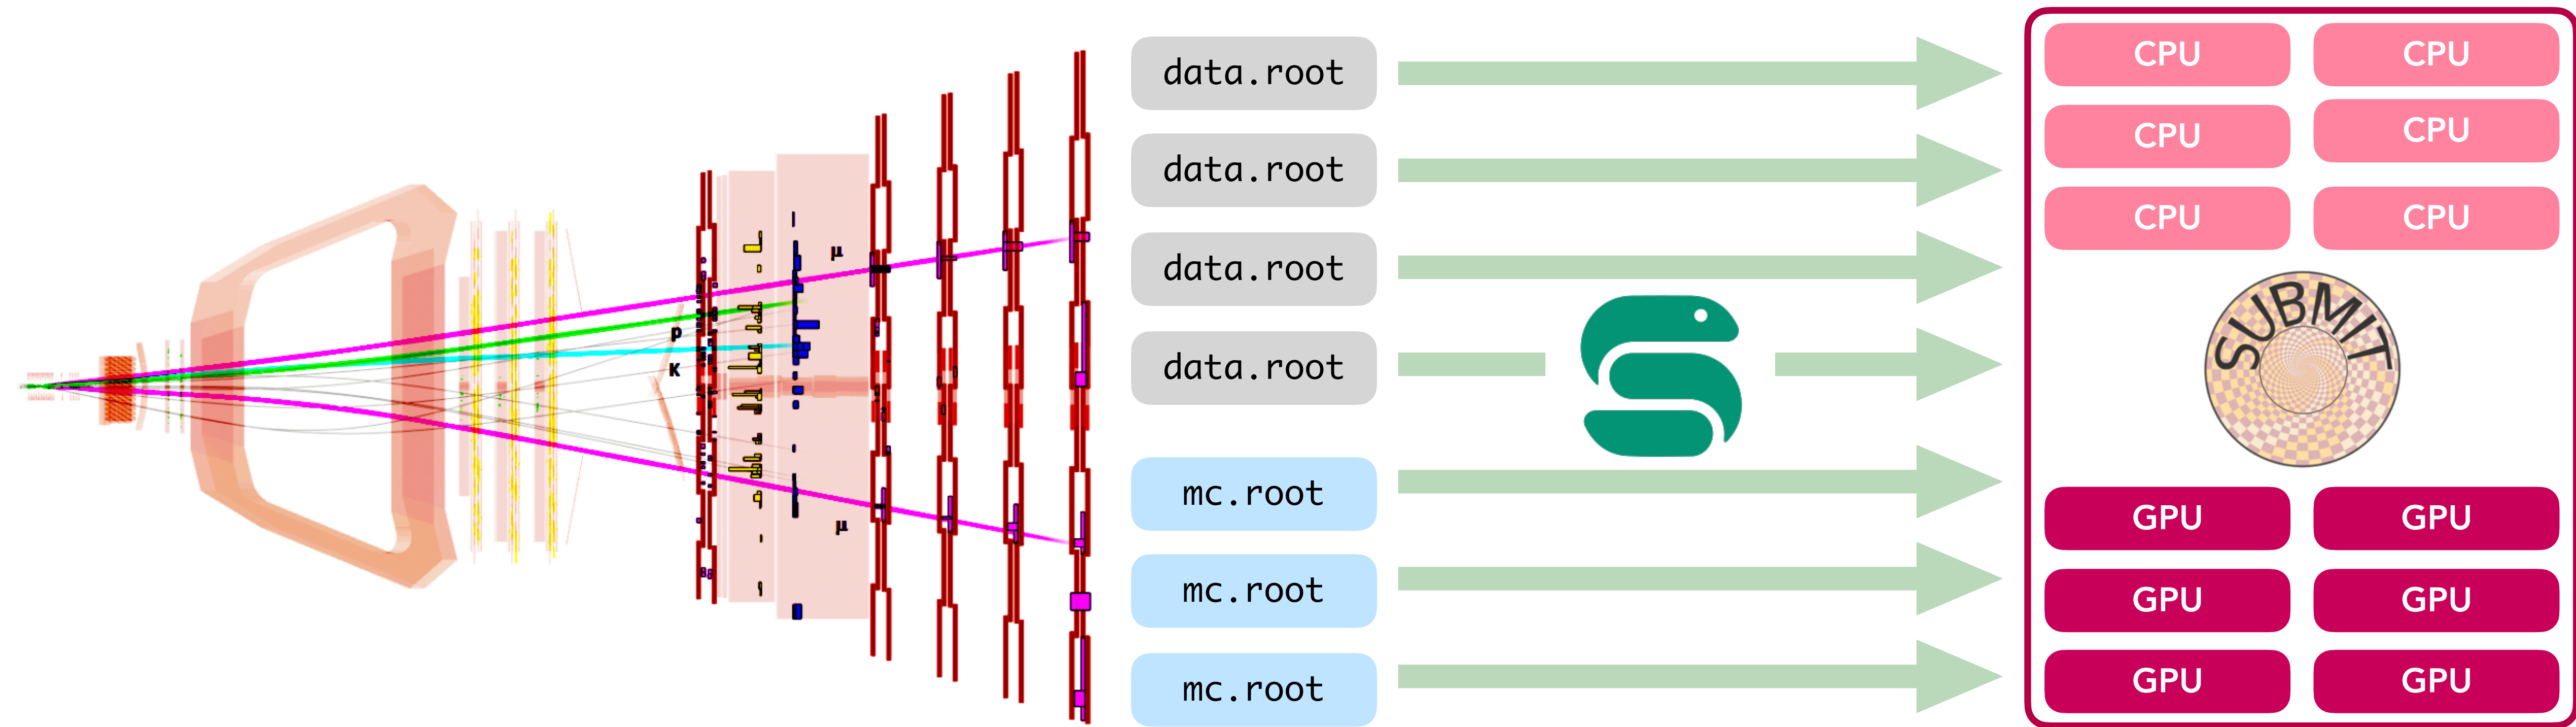 μ
p
K
μ
data.root
data.root
data.root
data.root
mc.root
mc.root
mc.root
CPU CPU
CPU CPU
CPU CPU
SUBMIT
GPU GPU
GPU GPU
GPU GPU